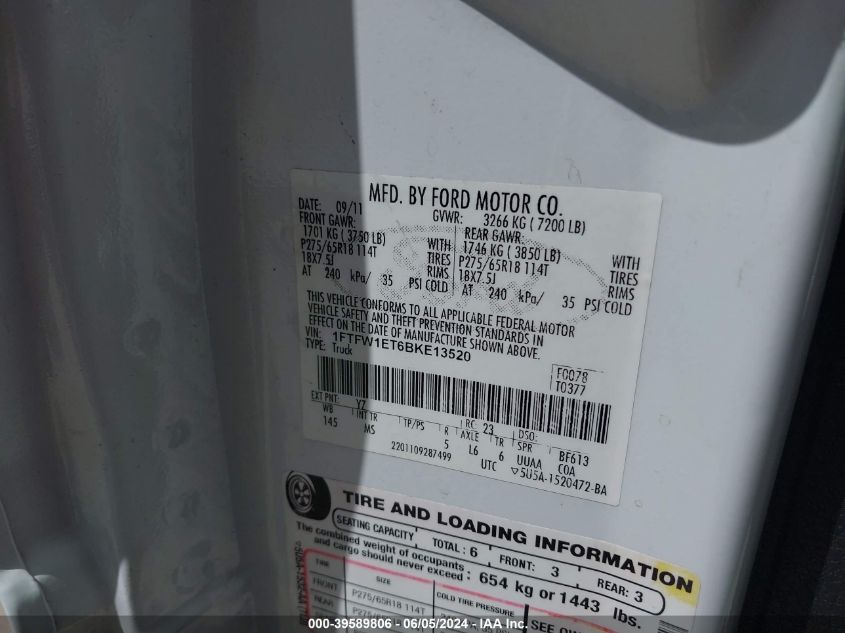 MFD. BY FORD MOTOR CO.
DATE: 09/11 GVWR: 3266 KG ( 7200 LB)
FRONT GAWR: REAR GAWR:
1701 KG ( 3750 LB) WITH 1746 KG ( 3850 LB) WITH
P275/65R18 114T TIRES P275/65R18 114T TIRES
18X7.5J RIMS 18X7.5J RIMS
AT 240 kPa/ 35 PSI COLD AT 240 kPa/ 35 PSI COLD
THIS VEHICLE CONFORMS TO ALL APPLICABLE FEDERAL MOTOR
VEHICLE SAFETY AND THEFT PREVENTION STANDARDS IN
EFFECT ON THE DATE OF MANUFACTURE SHOWN ABOVE.
VIN: 1FTFW1ET6BKE13520
TYPE: Truck
F0078
T0377
EXT PNT: YZ RC: 23 DSO:
WB INT TR TP/PS R AXLE TR SPR BF613
145 MS 5 L6 6 UUAA COA
2201109287499 UTC ▽5U5A-1520472-BA
TIRE AND LOADING INFORMATION
SEATING CAPACITY TOTAL : 6 FRONT: 3 REAR: 3
The combined weight of occupants
and cargo should never exceed : 654 kg or 1443 lbs.
TIRE SIZE COLD TIRE PRESSURE
FRONT P275/65R18 114T
REAR P275/65R18 114T
000-39589806 - 06/05/2024 - IAA Inc.